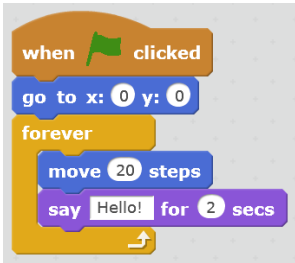 when clicked
go to x: 0 y: 0
forever
move 20 steps
say Hello! for 2 secs